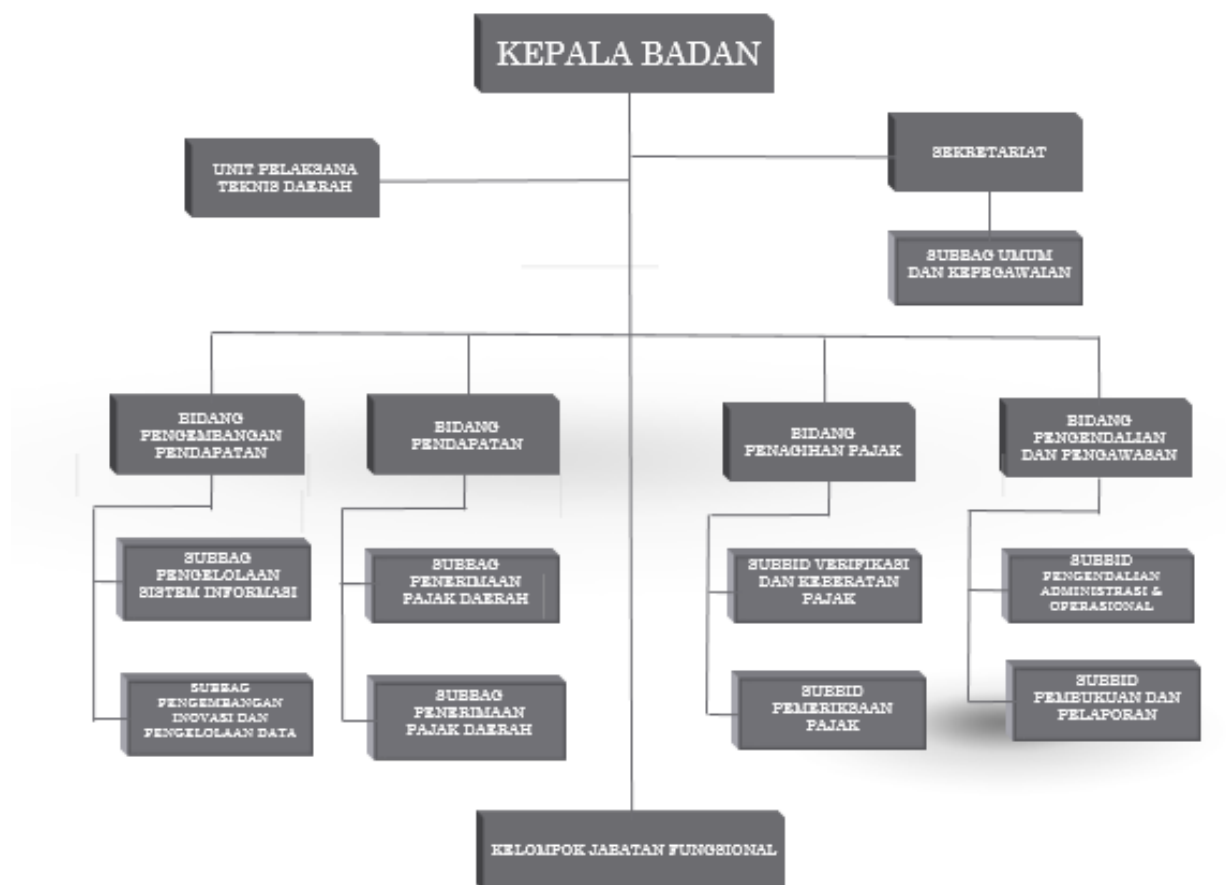 KEPALA BADAN
UNIT PELAKSANA
TEKNIS DAERAH
SEKRETARIAT
SUBBAG UMUM
DAN KEPEGAWAIAN
BIDANG
PENGEMBANGAN
PENDAPATAN
BIDANG
PENDAPATAN
BIDANG
PENAGIHAN PAJAK
BIDANG
PENGENDALIAN
DAN PENGAWASAN
SUBBAG
PENGELOLAAN
SISTEM INFORMASI
SUBBAG
PENERIMAAN
PAJAK DAERAH
SUBBID VERIFIKASI
DAN KEBERATAN
PAJAK
SUBBID
PENGENDALIAN
ADMINISTRASI &
OPERASIONAL
SUBBAG
PENGEMBANGAN
INOVASI DAN
PENGELOLAAN DATA
SUBBAG
PENERIMAAN
PAJAK DAERAH
SUBBID
PEMERIKSAAN
PAJAK
SUBBID
PEMBUKUAN DAN
PELAPORAN
KELOMPOK JABATAN FUNGSIONAL